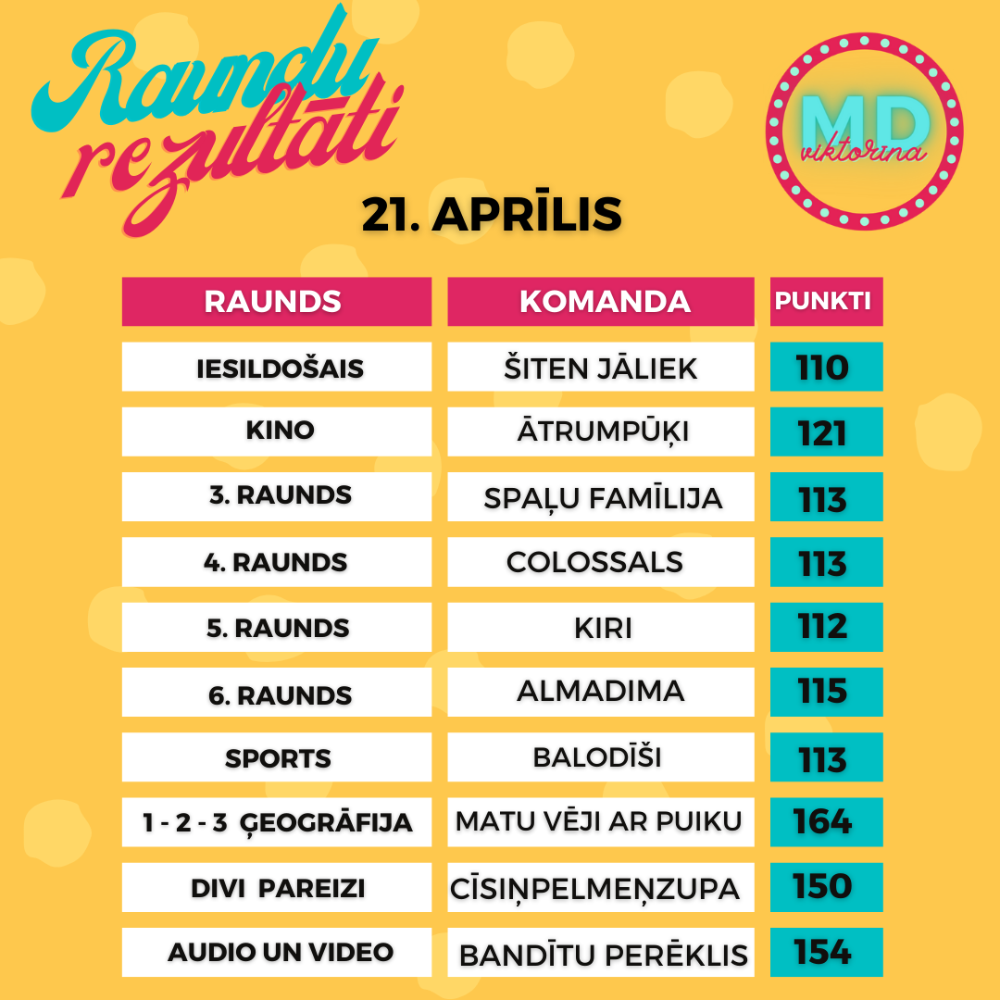 Raundu
rezultāti
MD
viktorīna
21. APRĪLIS
RAUNDS KOMANDA PUNKTI
IESILDOŠAIS ŠITEN JĀLIEK 110
KINO ĀTRUMPŪĶI 121
3. RAUNDS SPAĻU FAMĪLIJA 113
4. RAUNDS COLOSSALS 113
5. RAUNDS KIRI 112
6. RAUNDS ALMADIMA 115
SPORTS BALODĪŠI 113
1 - 2 - 3 ĢEOGRĀFIJA MATU VĒJI AR PUIKU 164
DIVI PAREIZI CĪSIŅPELMEŅZUPA 150
AUDIO UN VIDEO BANDĪTU PERĒKLIS 154